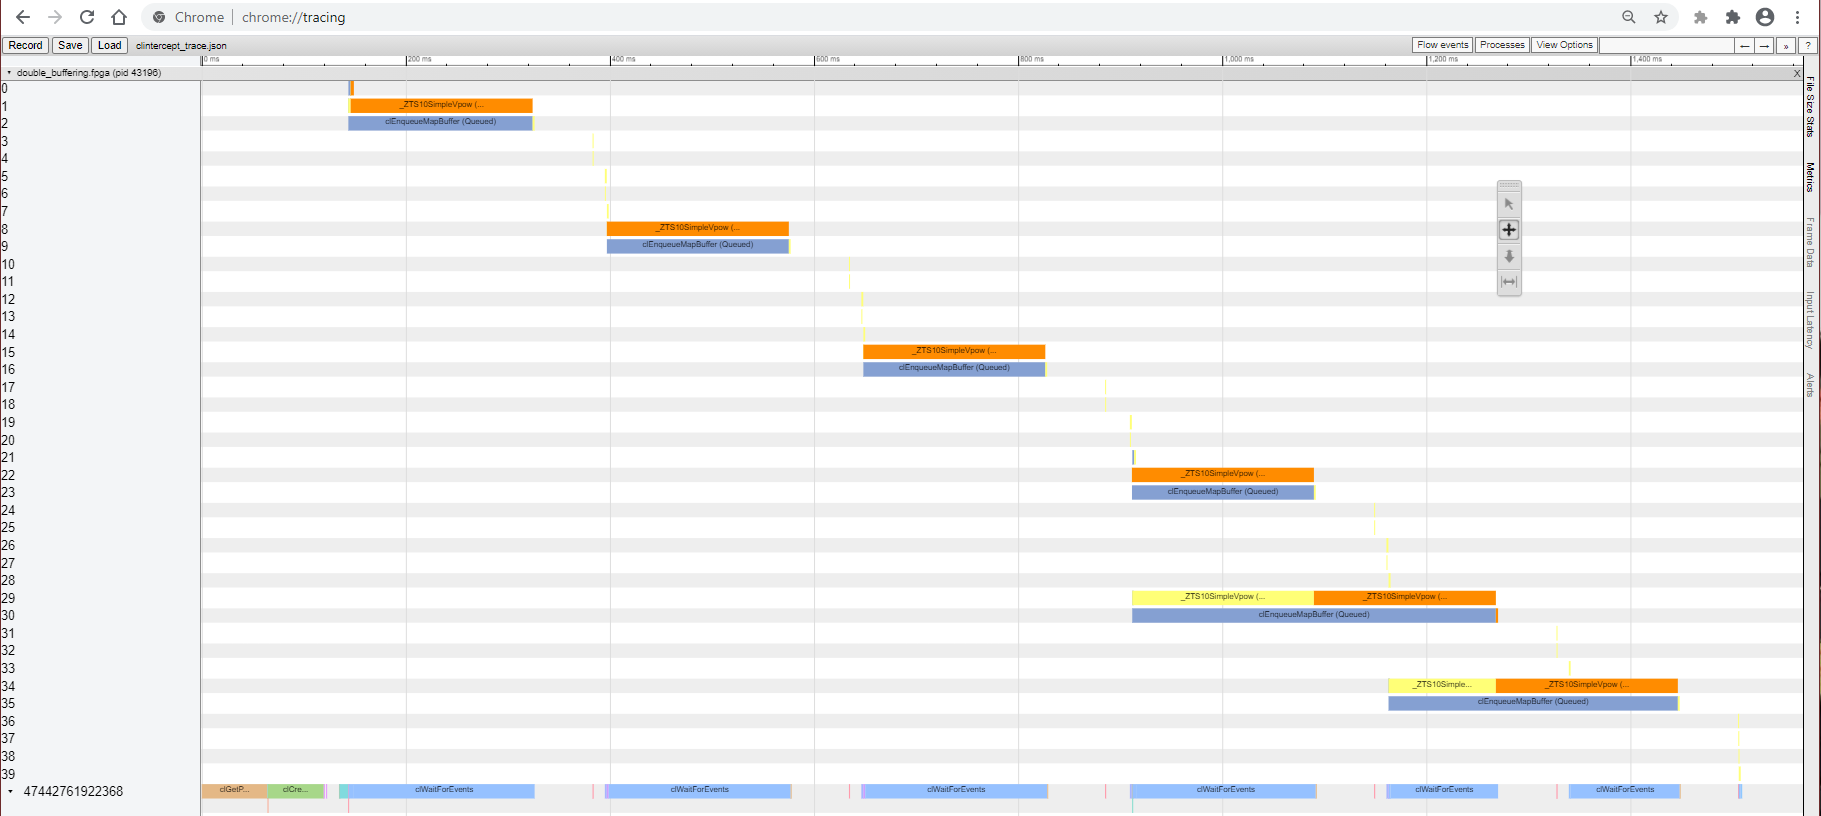 Chrome chrome://tracing
Record Save Load clintercept_trace.json Flow events Processes View Options ← → » ?
0 ms 200 ms 400 ms 600 ms 800 ms 1,000 ms 1,200 ms 1,400 ms
double_buffering.fpga (pid 43196) X
0
1 _ZTS10SimpleVpow (...
2 clEnqueueMapBuffer (Queued)
3
4
5
6
7
8 _ZTS10SimpleVpow (...
9 clEnqueueMapBuffer (Queued)
10
11
12
13
14
15 _ZTS10SimpleVpow (...
16 clEnqueueMapBuffer (Queued)
17
18
19
20
21
22 _ZTS10SimpleVpow (...
23 clEnqueueMapBuffer (Queued)
24
25
26
27
28
29 _ZTS10SimpleVpow (... _ZTS10SimpleVpow (...
30 clEnqueueMapBuffer (Queued)
31
32
33
34 _ZTS10Simple... _ZTS10SimpleVpow (...
35 clEnqueueMapBuffer (Queued)
36
37
38
39
47442761922368 clGetP... clCre... clWaitForEvents clWaitForEvents clWaitForEvents clWaitForEvents clWaitForEvents clWaitForEvents
File Size Stats
Metrics
Frame Data
Input Latency
Alerts